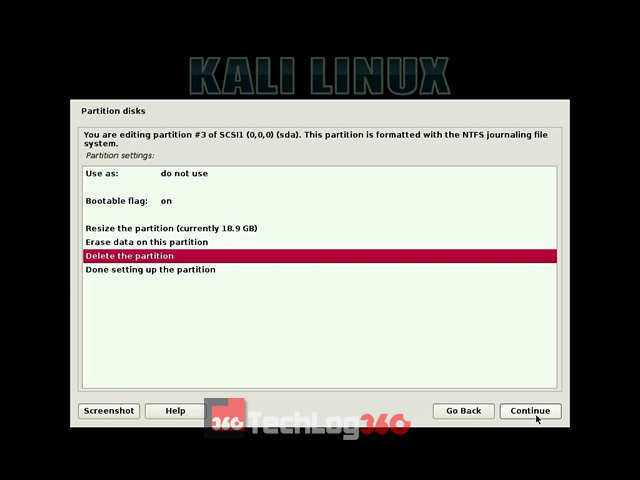 KALI LINUX
Partition disks
You are editing partition #3 of SCSI1 (0,0,0) (sda). This partition is formatted with the NTFS journaling file
system.
Partition settings:
Use as: do not use
Bootable flag: on
Resize the partition (currently 18.9 GB)
Erase data on this partition
Delete the partition
Done setting up the partition
Screenshot Help Go Back Continue
360 TechLog360